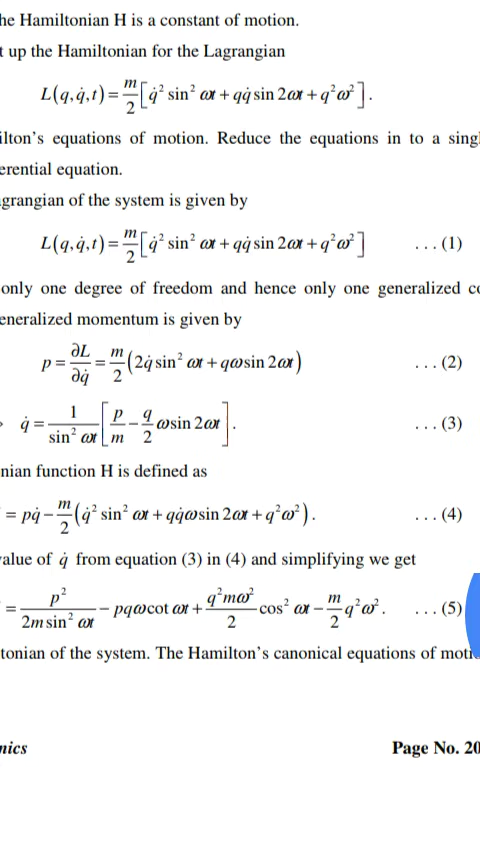 he Hamiltonian H is a constant of motion.
t up the Hamiltonian for the Lagrangian
L(q, q̇, t) = m/2 [q̇² sin² ωt + qq̇ sin 2ωt + q²ω²].
ilton's equations of motion. Reduce the equations in to a sing
erential equation.
grangian of the system is given by
L(q, q̇, t) = m/2 [q̇² sin² ωt + qq̇ sin 2ωt + q²ω²] . . . (1)
only one degree of freedom and hence only one generalized c
eneralized momentum is given by
p = ∂L/∂q̇ = m/2 (2q̇ sin² ωt + qω sin 2ωt) . . . (2)
q̇ = 1/sin² ωt [p/m − q/2 ω sin 2ωt]. . . . (3)
nian function H is defined as
= pq̇ − m/2 (q̇² sin² ωt + qq̇ω sin 2ωt + q²ω²). . . . (4)
alue of q̇ from equation (3) in (4) and simplifying we get
= p²/2m sin² ωt − pqω cot ωt + q²mω²/2 cos² ωt − m/2 q²ω². . . . (5)
tonian of the system. The Hamilton's canonical equations of moti
nics
Page No. 20